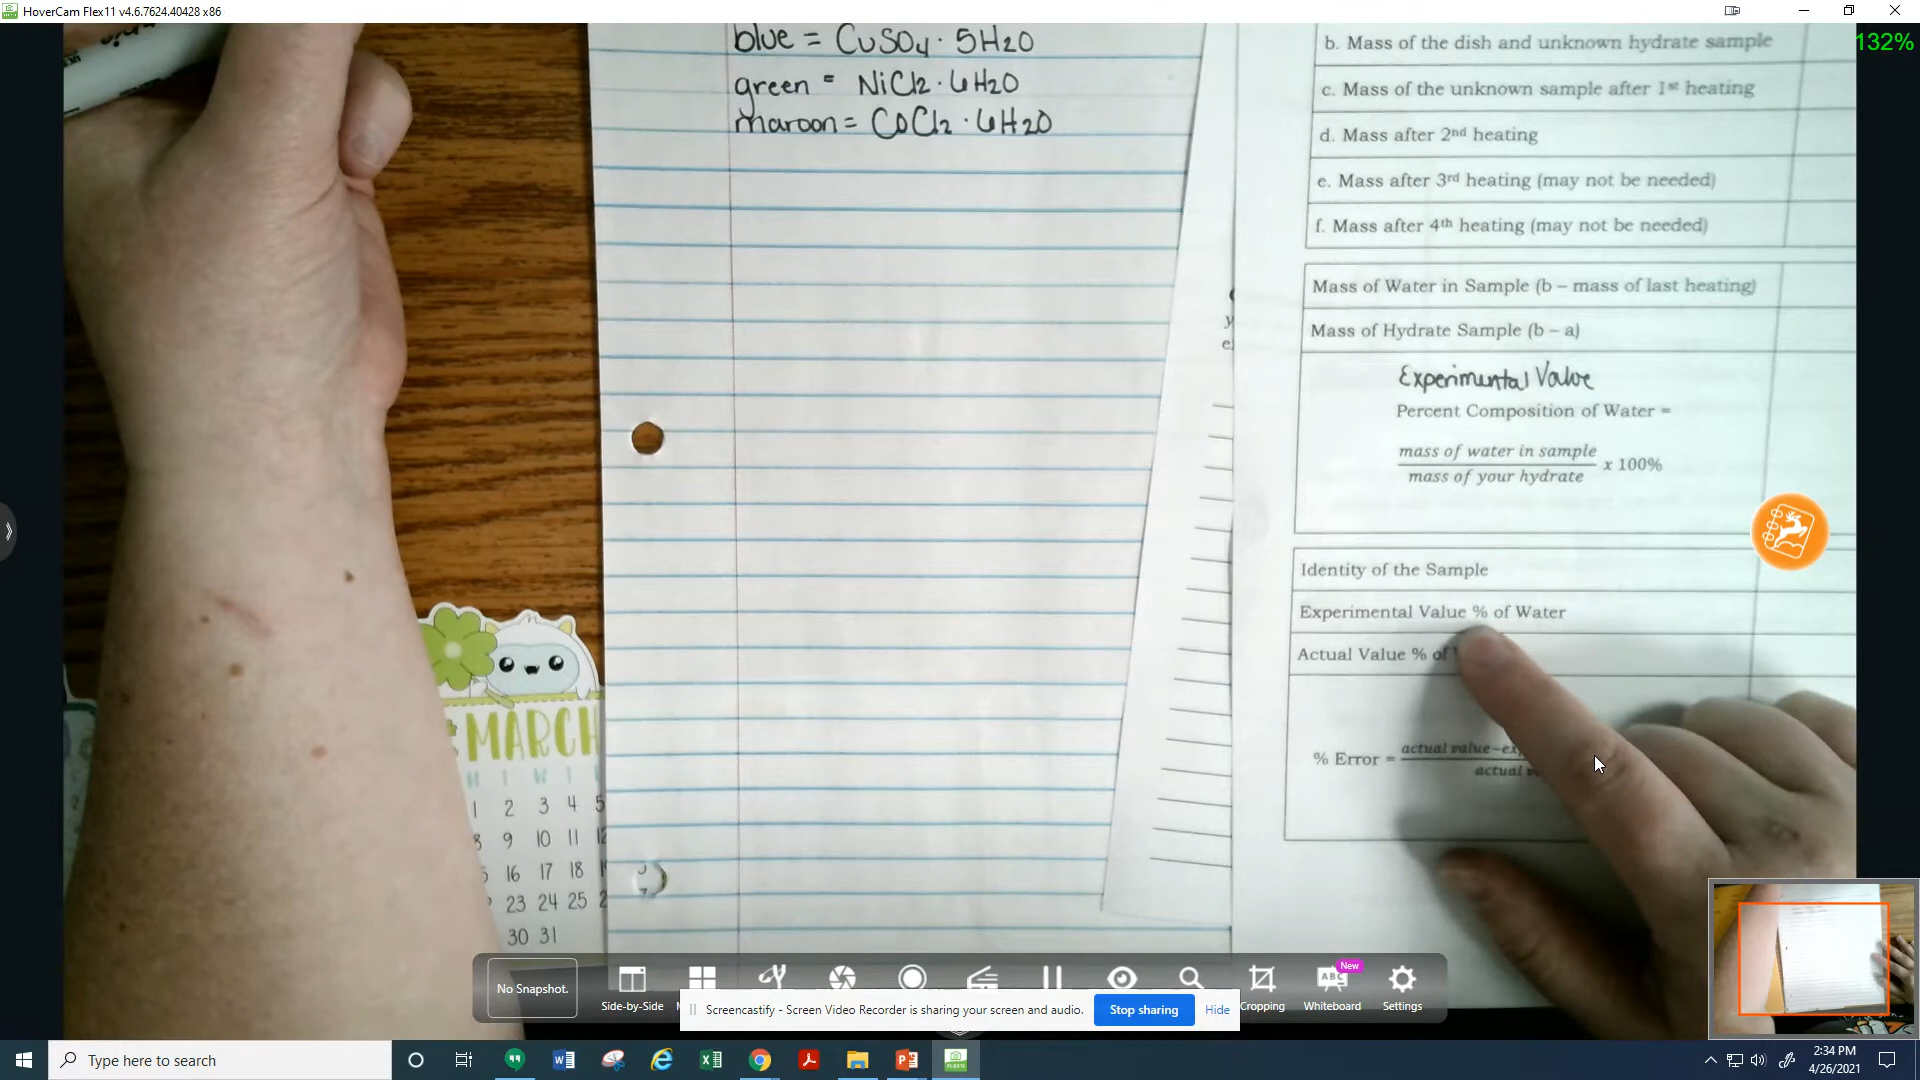 HoverCam Flex11 v4.6.7624.40428 x86
132%
blue = CuSO4 · 5H2O
green = NiCl2 · 6H2O
maroon = CoCl2 · 6H2O
b. Mass of the dish and unknown hydrate sample
c. Mass of the unknown sample after 1st heating
d. Mass after 2nd heating
e. Mass after 3rd heating (may not be needed)
f. Mass after 4th heating (may not be needed)
Mass of Water in Sample (b – mass of last heating)
Mass of Hydrate Sample (b – a)
Experimental Value
Percent Composition of Water =
mass of water in sample
mass of your hydrate
x 100%
Identity of the Sample
Experimental Value % of Water
Actual Value % of
% Error =
actual value–ex
actual
MARCH
1 2 3 4 5
9 10 11
16 17 18
23 24 25
30 31
No Snapshot.
Side-by-Side
Cropping
New
ABC
Whiteboard
Settings
Screencastify - Screen Video Recorder is sharing your screen and audio.
Stop sharing
Hide
Type here to search
2:34 PM
4/26/2021